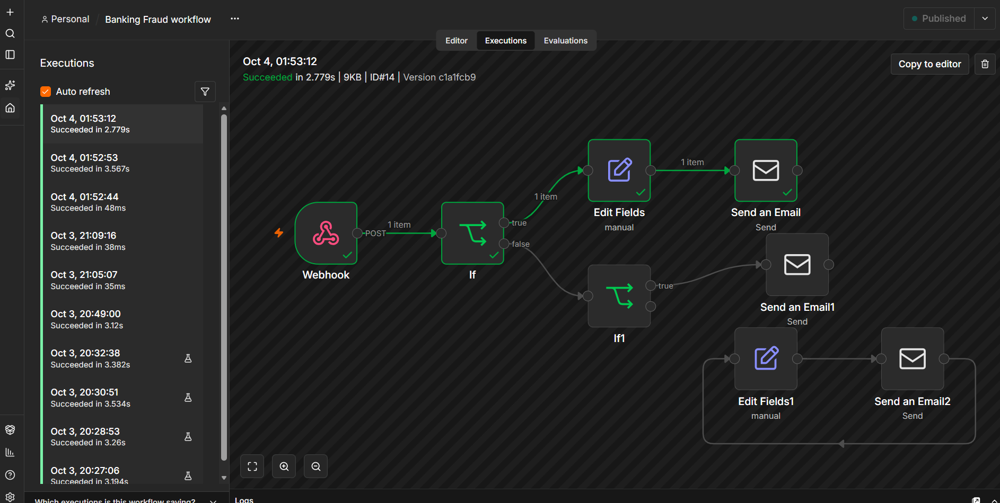 Personal / Banking Fraud workflow ...
Published
Editor Executions Evaluations
Executions
Auto refresh
Oct 4, 01:53:12
Succeeded in 2.779s
Oct 4, 01:52:53
Succeeded in 3.567s
Oct 4, 01:52:44
Succeeded in 48ms
Oct 3, 21:09:16
Succeeded in 38ms
Oct 3, 21:05:07
Succeeded in 35ms
Oct 3, 20:49:00
Succeeded in 3.12s
Oct 3, 20:32:38
Succeeded in 3.382s
Oct 3, 20:30:51
Succeeded in 3.534s
Oct 3, 20:28:53
Succeeded in 3.26s
Oct 3, 20:27:06
Succeeded in 3.194s
Which executions is this workflow saving?
Oct 4, 01:53:12
Succeeded in 2.779s | 9KB | ID#14 | Version c1a1fcb9
Copy to editor
Webhook
POST
1 item
If
true
false
1 item
Edit Fields
manual
1 item
Send an Email
Send
If1
true
Send an Email1
Send
Edit Fields1
manual
Send an Email2
Send
Logs